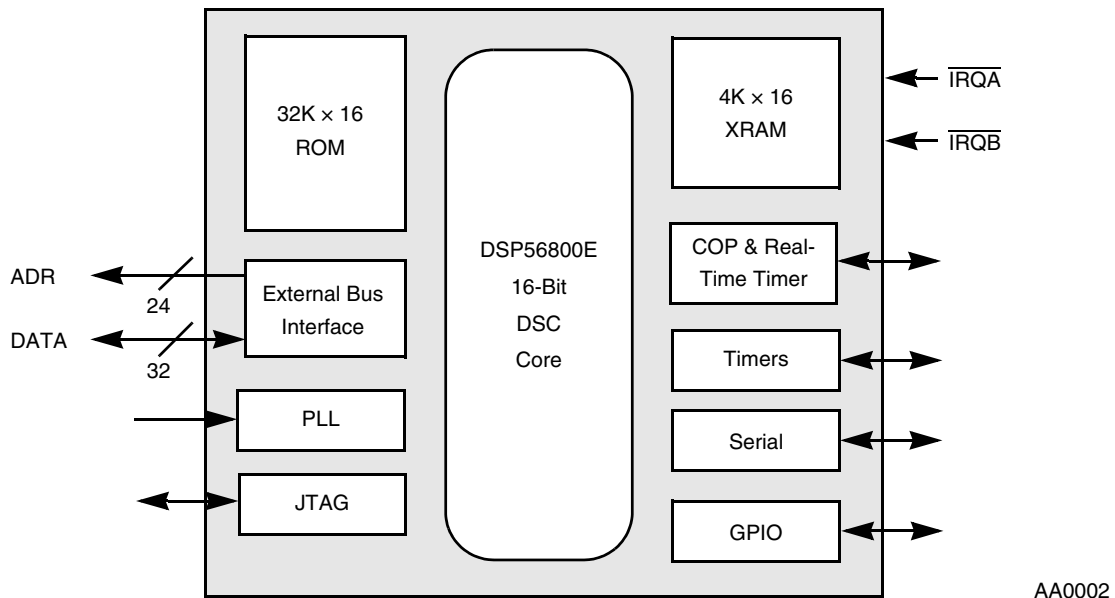 32K × 16
ROM
4K × 16
XRAM
IRQA
IRQB
DSP56800E
16-Bit
DSC
Core
COP & Real-
Time Timer
ADR
24
External Bus
Interface
DATA
32
Timers
PLL
Serial
JTAG
GPIO
AA0002